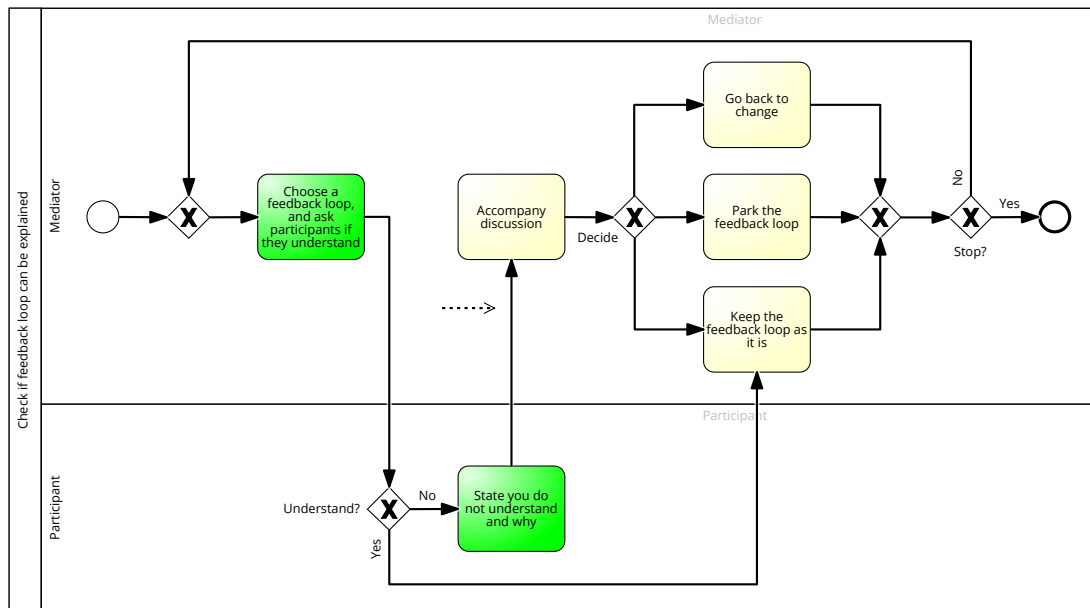 Check if feedback loop can be explained
Mediator
Mediator
Choose a
feedback loop,
and ask
participants if
they understand
Accompany
discussion
Decide
Go back to
change
Park the
feedback loop
Keep the
feedback loop as
it is
No
Yes
Stop?
Participant
Participant
Understand?
No
Yes
State you do
not understand
and why